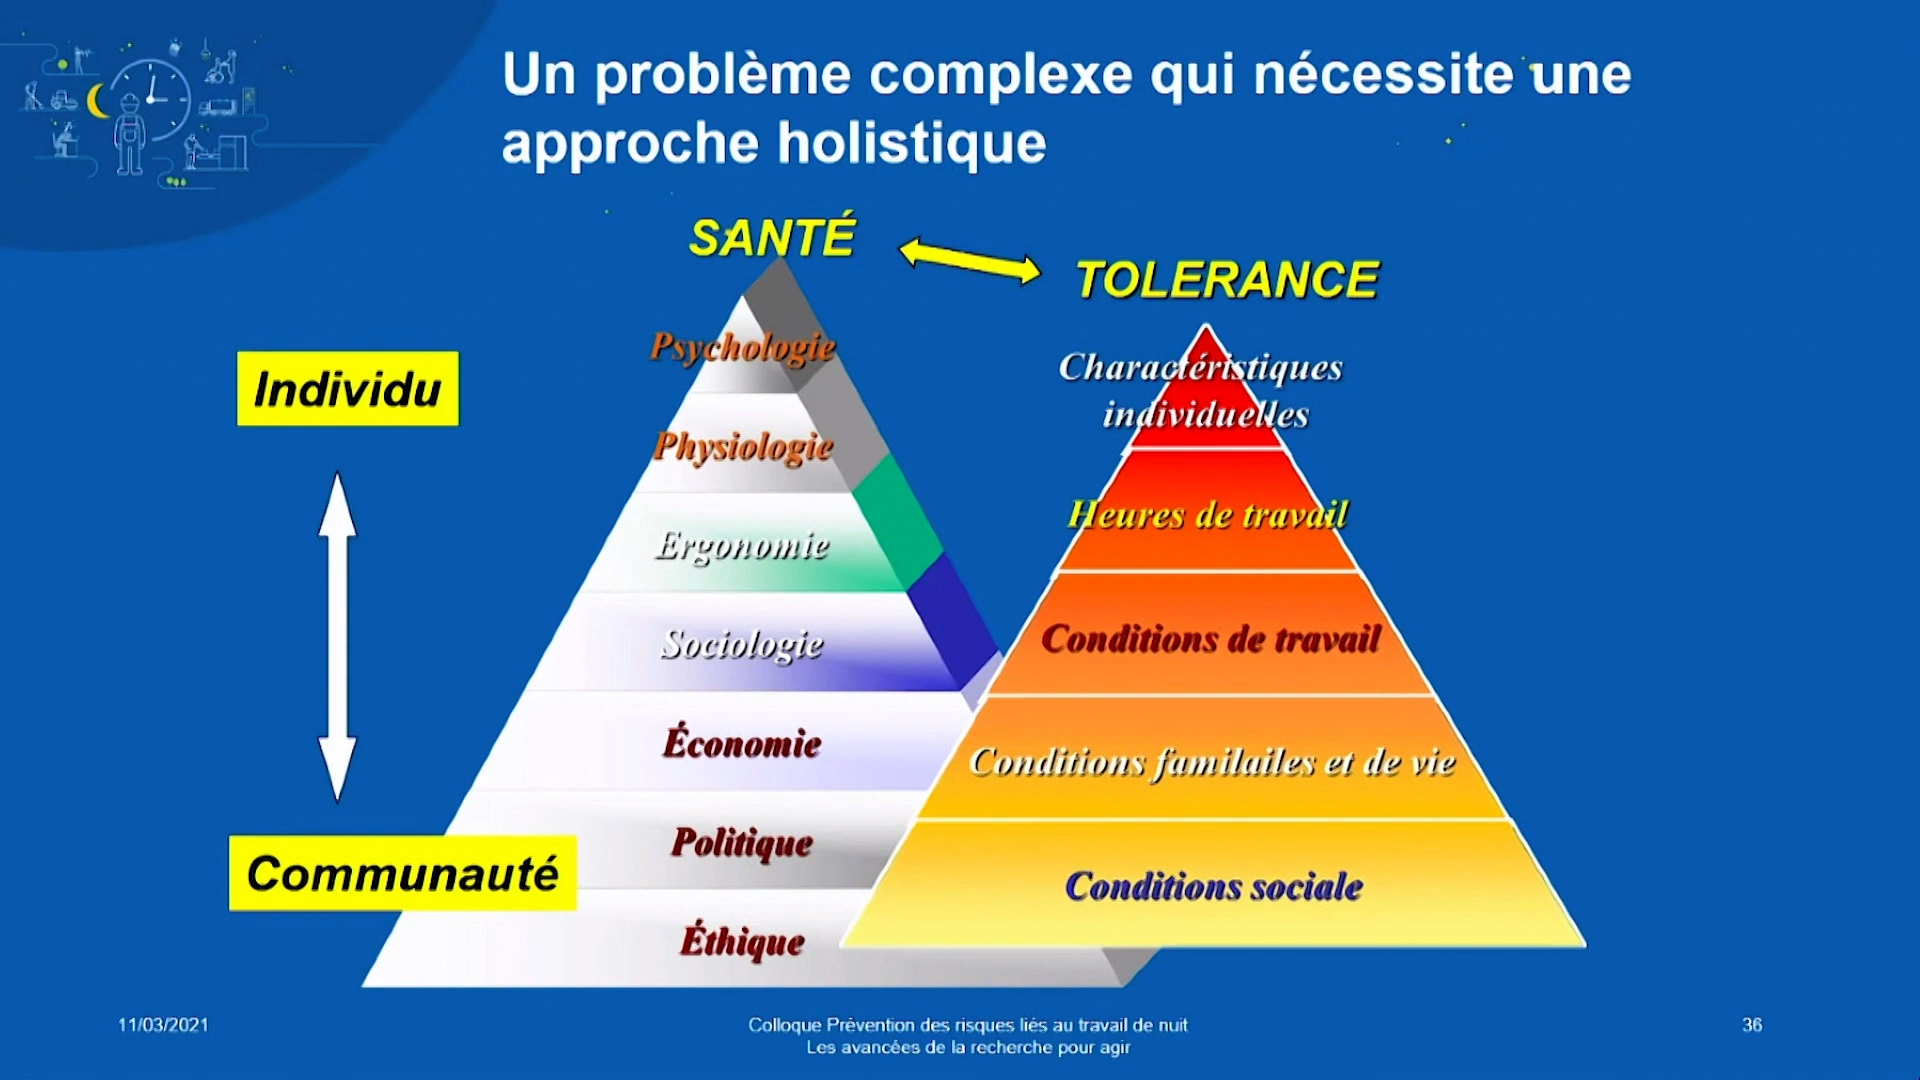 Un problème complexe qui nécessite une
approche holistique
SANTÉ
TOLERANCE
Individu
Communauté
Psychologie
Physiologie
Ergonomie
Sociologie
Économie
Politique
Éthique
Charactéristiques
individuelles
Heures de travail
Conditions de travail
Conditions familailes et de vie
Conditions sociale
11/03/2021
Colloque Prévention des risques liés au travail de nuit
Les avancées de la recherche pour agir
36